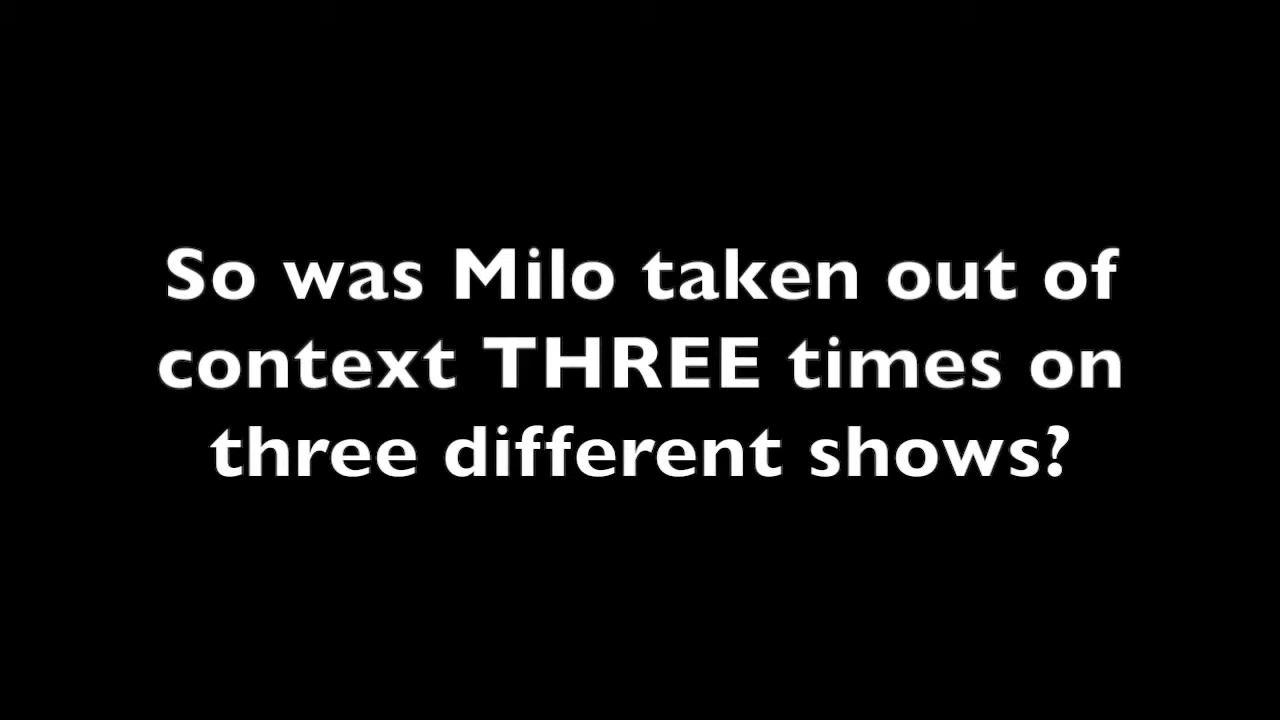 So was Milo taken out of
context THREE times on
three different shows?